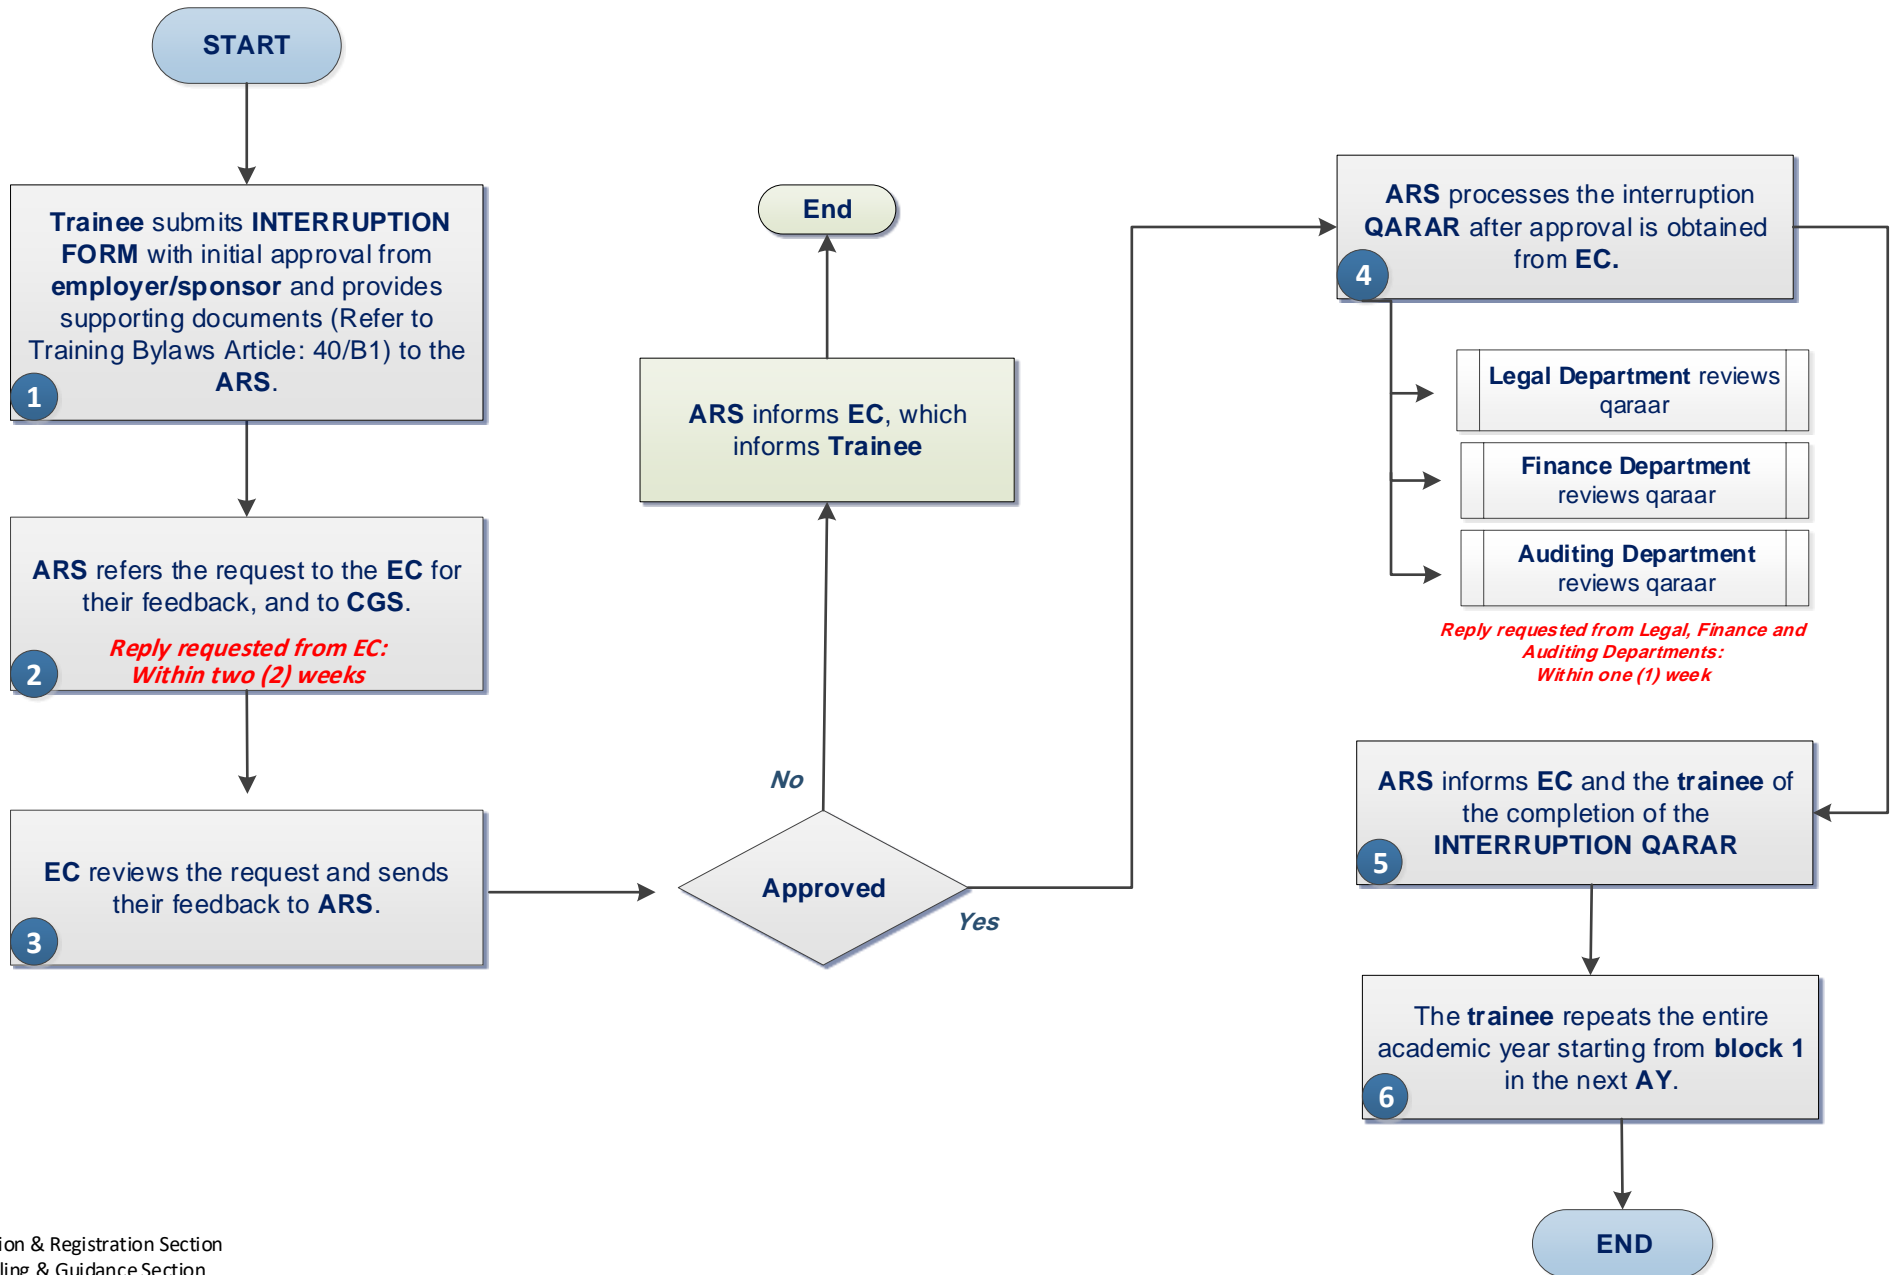 START
Trainee submits INTERRUPTION
FORM with initial approval from
employer/sponsor and provides
supporting documents (Refer to
Training Bylaws Article: 40/B1) to the
ARS.
1
ARS refers the request to the EC for
their feedback, and to CGS.
Reply requested from EC:
Within two (2) weeks
2
EC reviews the request and sends
their feedback to ARS.
3
Approved
No
Yes
ARS informs EC, which
informs Trainee
End
ARS processes the interruption
QARAR after approval is obtained
from EC.
4
Legal Department reviews
qaraar
Finance Department
reviews qaraar
Auditing Department
reviews qaraar
Reply requested from Legal, Finance and
Auditing Departments:
Within one (1) week
ARS informs EC and the trainee of
the completion of the
INTERRUPTION QARAR
5
The trainee repeats the entire
academic year starting from block 1
in the next AY.
6
END
& Registration Section
& Guidance Section